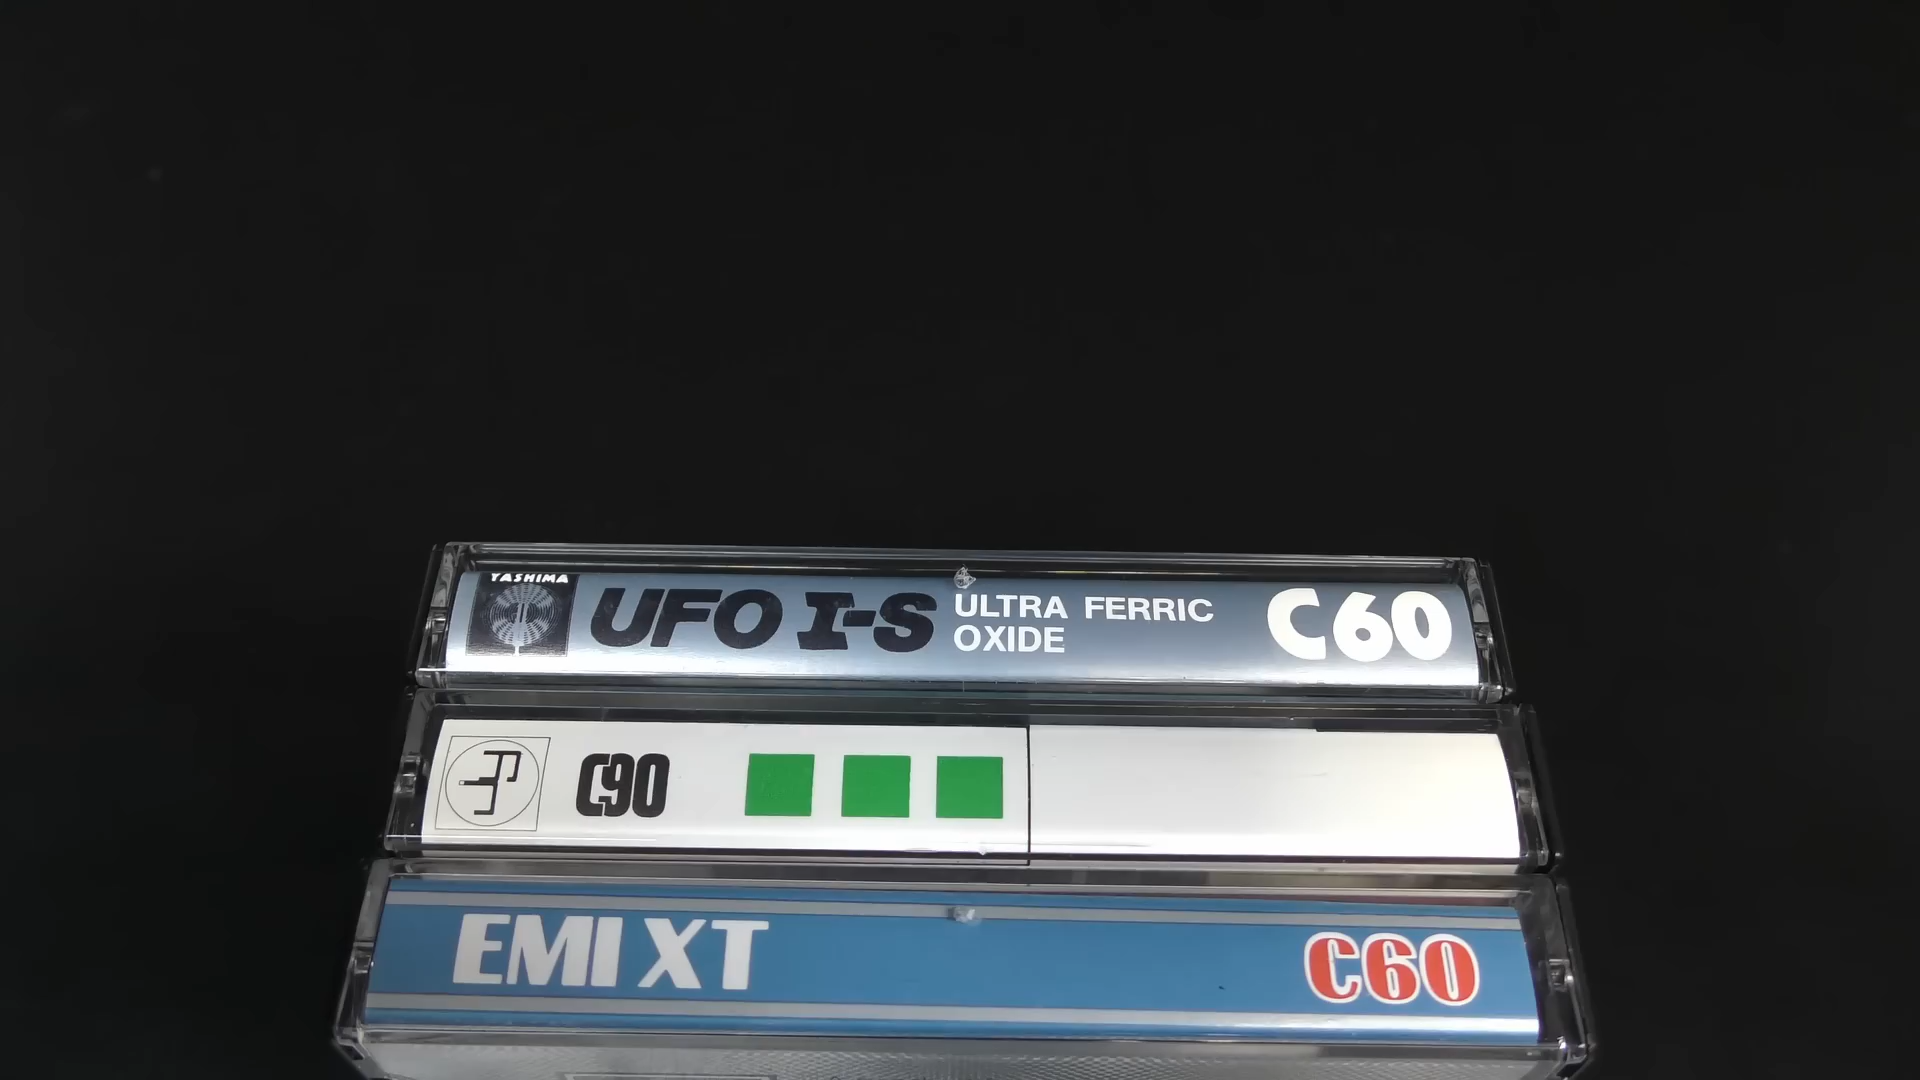 YASHIMA
UFO I-S
ULTRA FERRIC
OXIDE
C60
C90
EMI XT
C60